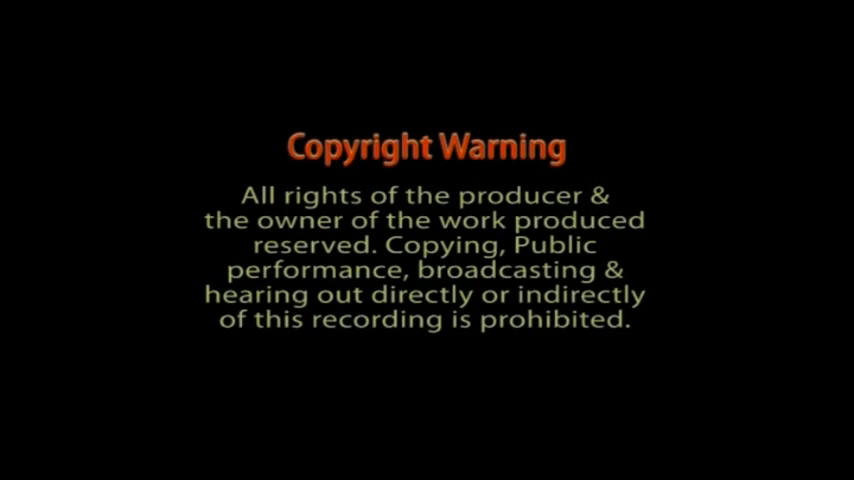 Copyright Warning
All rights of the producer &
the owner of the work produced
reserved. Copying, Public
performance, broadcasting &
hearing out directly or indirectly
of this recording is prohibited.